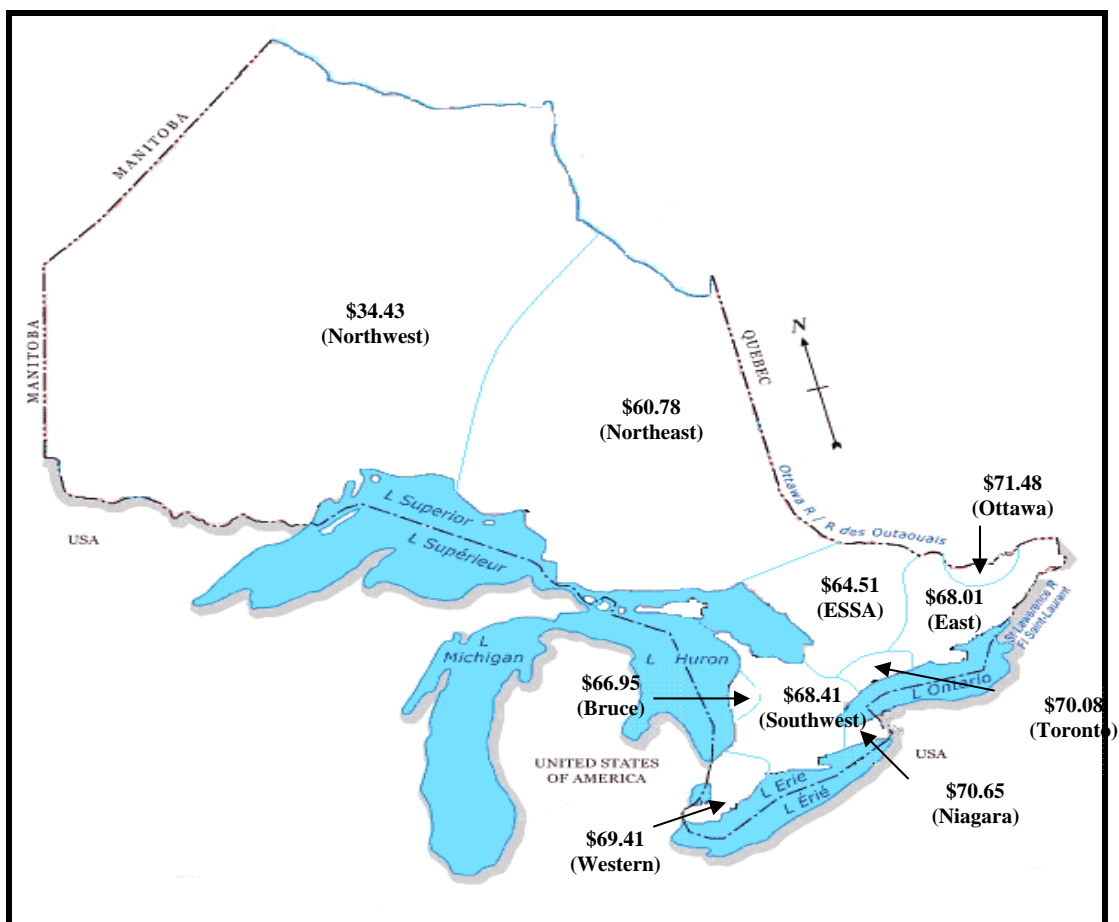 MANITOBA
MANITOBA
$34.43
(Northwest)
N
QUEBEC
$60.78
(Northeast)
Ottawa R / R des Outaouais
$71.48
(Ottawa)
L Superior
L Supérieur
USA
$64.51
(ESSA)
$68.01
(East)
St Lawrence R
Fl Saint-Laurent
L
Michigan
L Huron
$66.95
(Bruce)
$68.41
(Southwest)
L Ontario
$70.08
(Toronto)
UNITED STATES
OF AMERICA
USA
L Erie
L Érié
$70.65
(Niagara)
$69.41
(Western)